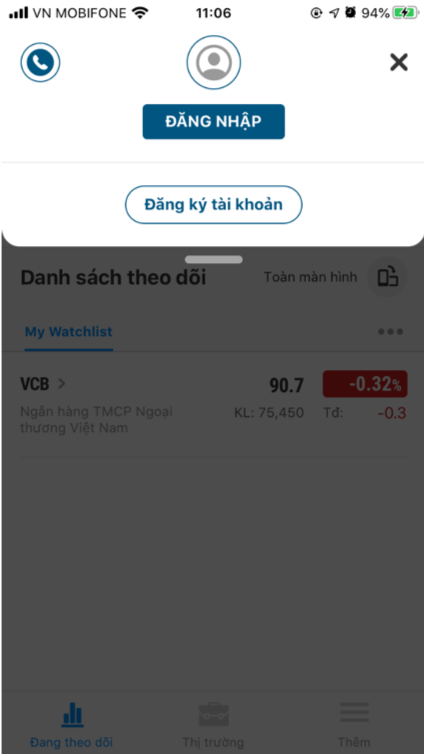 VN MOBIFONE 11:06 94%
ĐĂNG NHẬP
Đăng ký tài khoản
Danh sách theo dõi Toàn màn hình
My Watchlist
VCB 90.7 -0.32%
Ngân hàng TMCP Ngoại KL: 75,450 Tđ: -0.3
thương Việt Nam
Đang theo dõi Thị trường Thêm